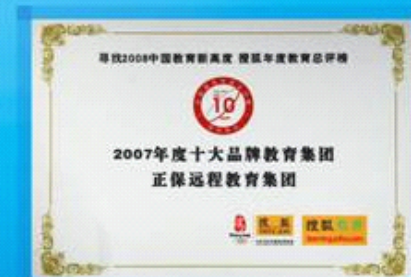 寻找2008中国教育新高度 搜狐年度教育总评榜
10
2007年度十大品牌教育集团
正保远程教育集团
搜狐
搜狐教育